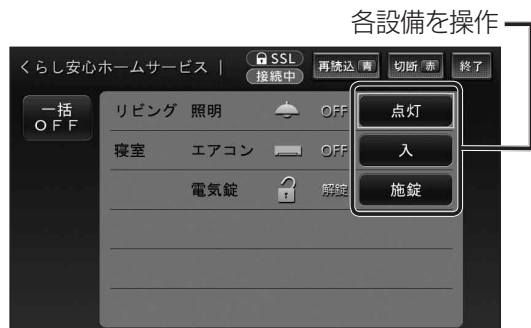 各設備を操作
くらし安心ホームサービス | SSL 接続中 再読込 青 切断 赤 終了
一括OFF
リビング 照明 OFF 点灯
寝室 エアコン OFF 入
電気錠 解錠 施錠